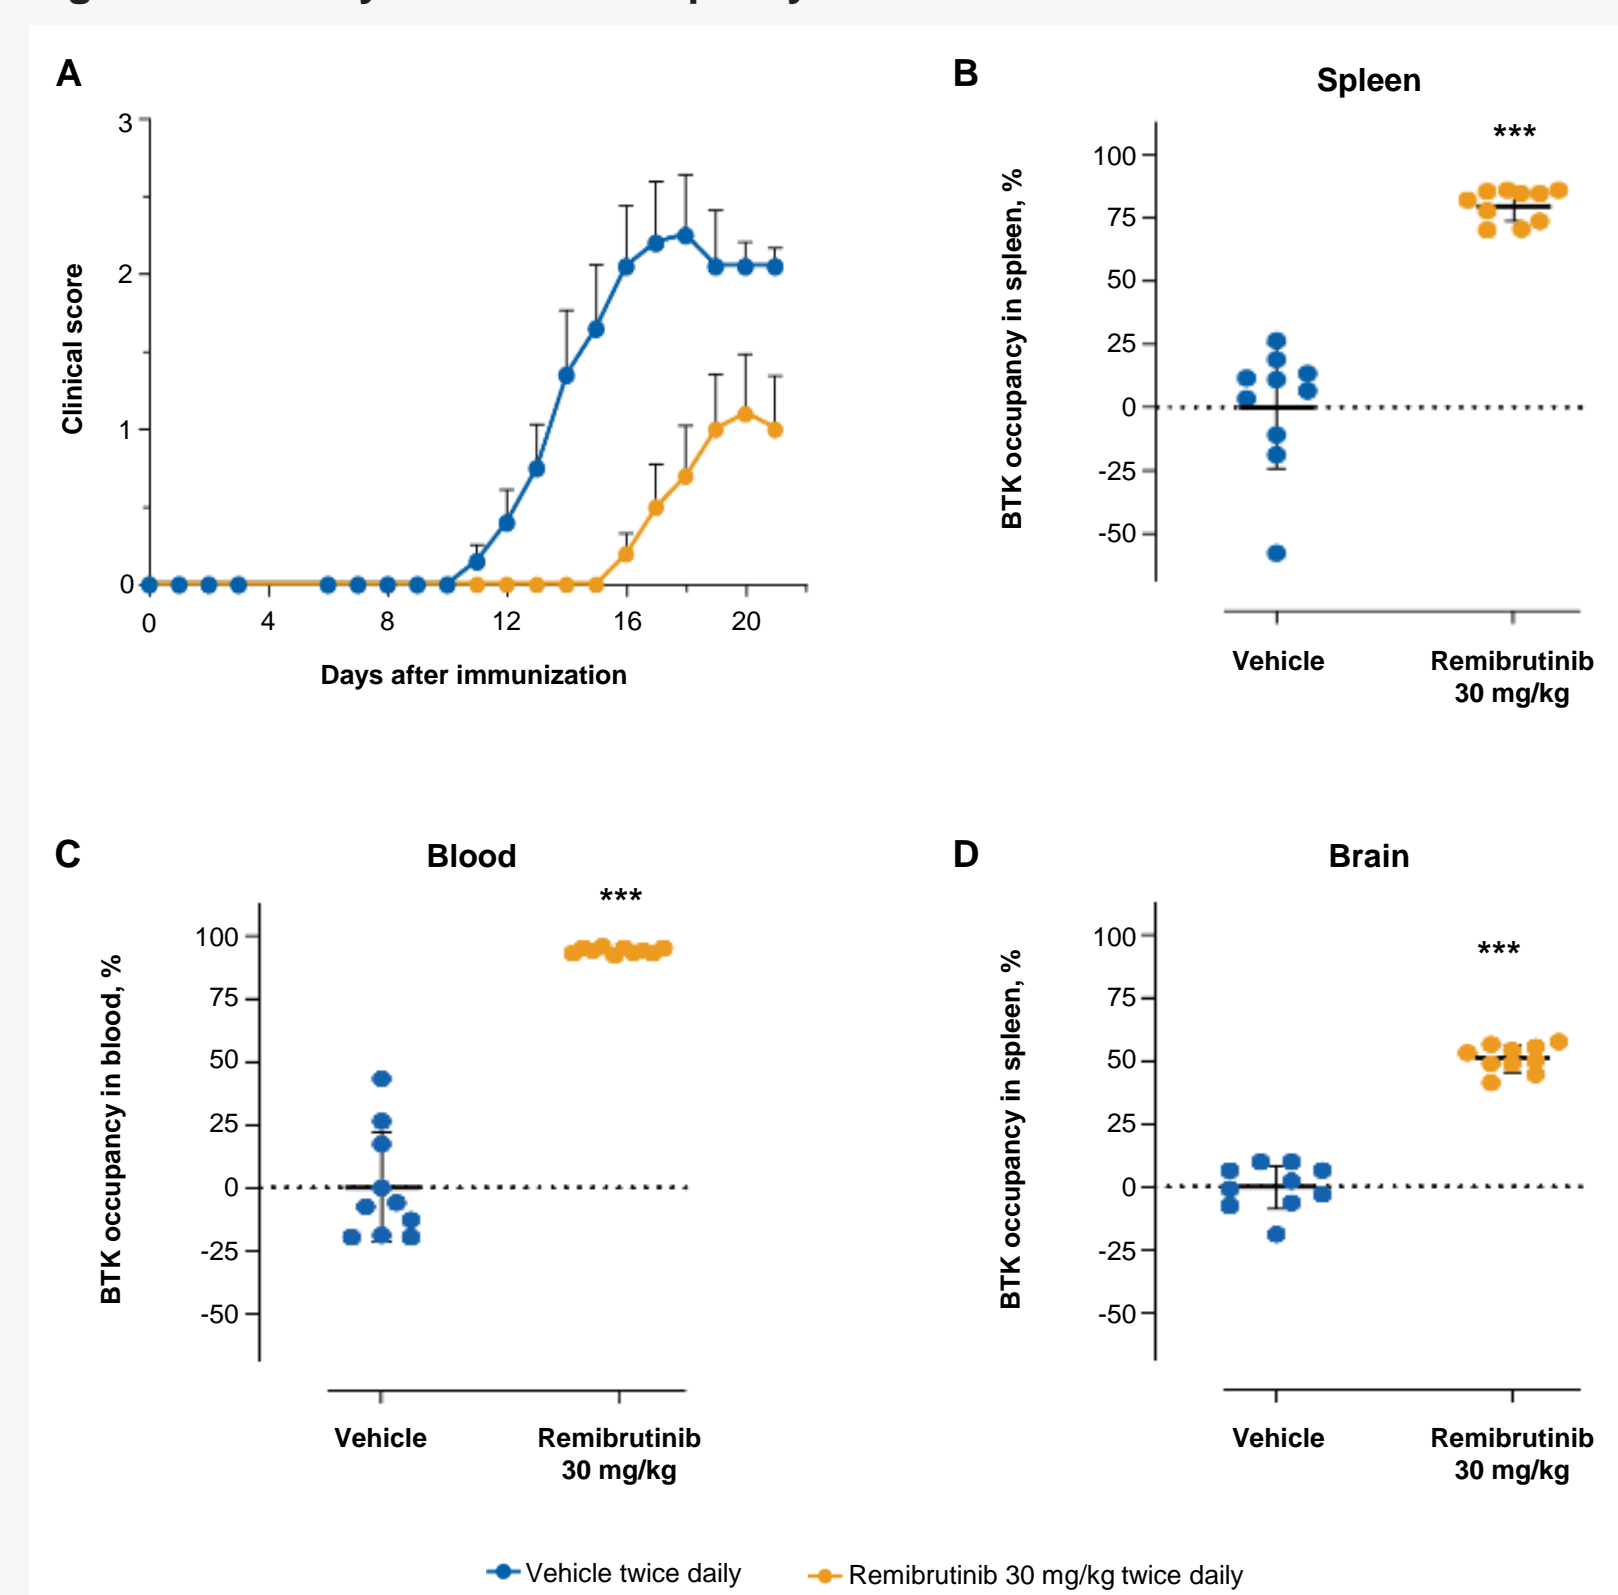 A
3
2
1
0
Clinical score
0 4 8 12 16 20
Days after immunization
B
Spleen
***
100
75
50
25
0
-25
-50
BTK occupancy in spleen, %
Vehicle
Remibrutinib
30 mg/kg
C
Blood
***
100
75
50
25
0
-25
-50
BTK occupancy in blood, %
Vehicle
Remibrutinib
30 mg/kg
D
Brain
***
100
75
50
25
0
-25
-50
BTK occupancy in spleen, %
Vehicle
Remibrutinib
30 mg/kg
Vehicle twice daily
Remibrutinib 30 mg/kg twice daily